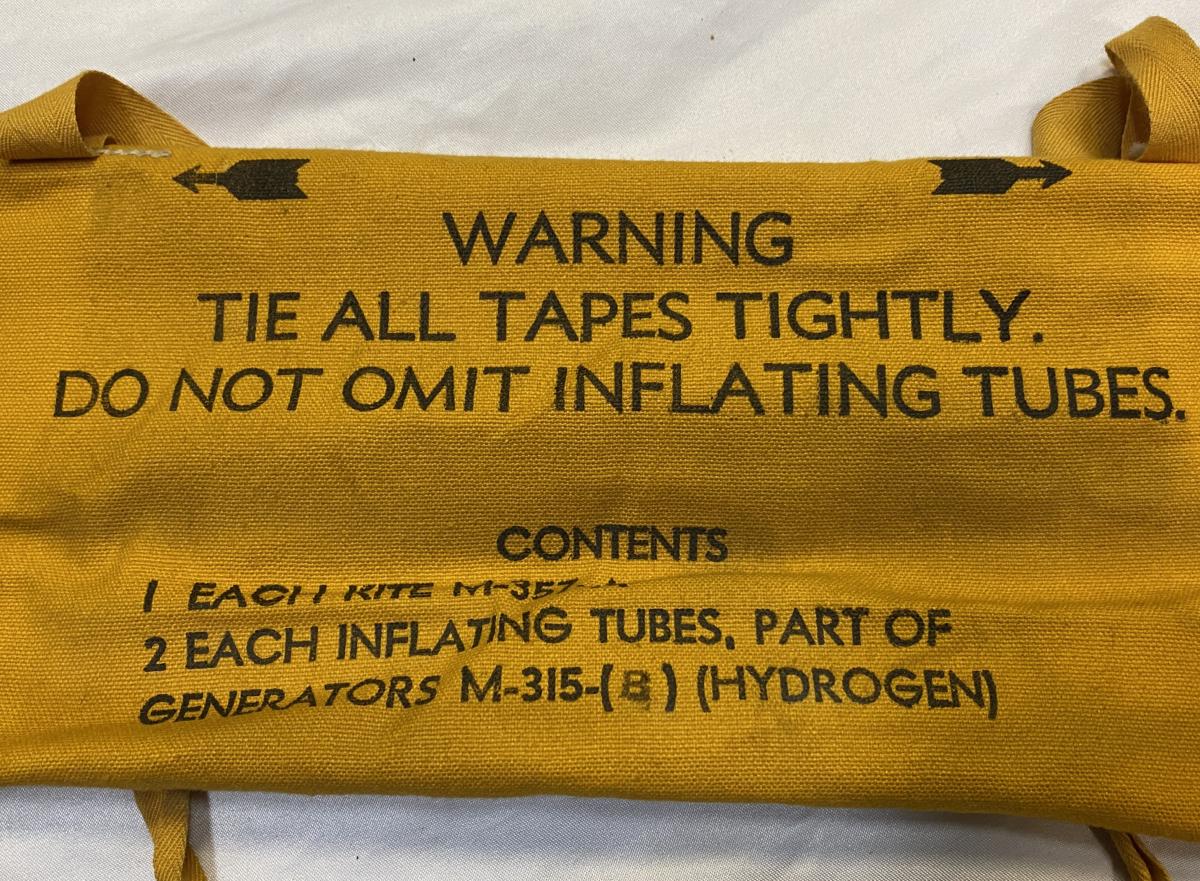 WARNING
TIE ALL TAPES TIGHTLY.
DO NOT OMIT INFLATING TUBES.
CONTENTS
1 EACH KITE M-357-A
2 EACH INFLATING TUBES, PART OF
GENERATORS M-315-(B) (HYDROGEN)